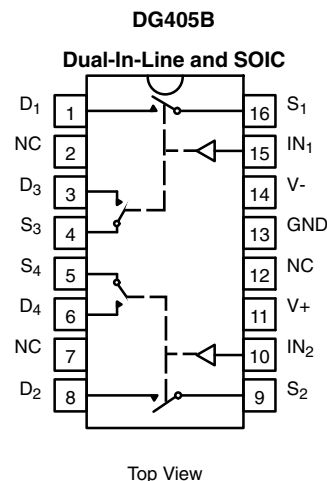 DG405B
Dual-In-Line and SOIC
D1 1 16 S1
NC 2 15 IN1
D3 3 14 V-
S3 4 13 GND
S4 5 12 NC
D4 6 11 V+
NC 7 10 IN2
D2 8 9 S2
Top View